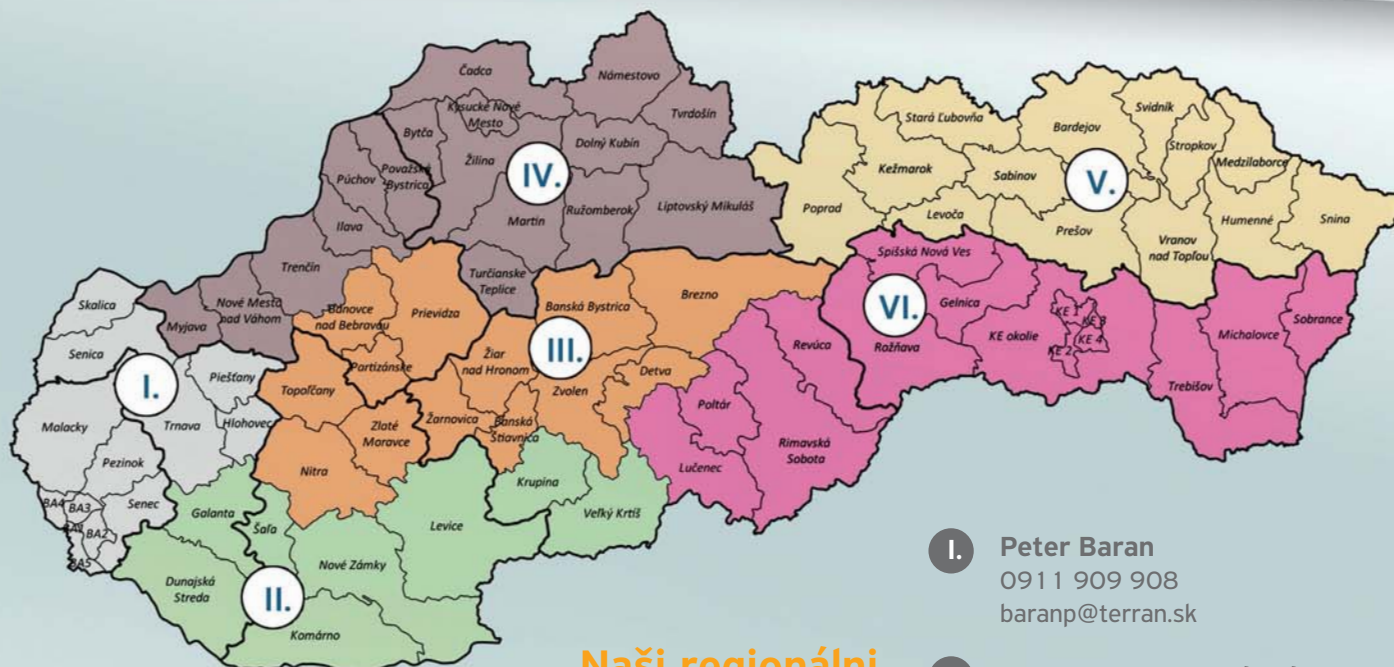 Čadca
Námestovo
Kysucké Nové
Mesto
Tvrdošín
Bytča
Dolný Kubín
Žilina
Považská
Bystrica
Púchov
IV.
Martin
Ružomberok
Liptovský Mikuláš
Ilava
Trenčín
Turčianske
Teplice
Nové Mesto
nad Váhom
Myjava
Svidník
Stará Ľubovňa
Bardejov
Stropkov
Medzilaborce
Kežmarok
Sabinov
V.
Poprad
Levoča
Prešov
Humenné
Snina
Vranov
nad Topľou
Skalica
Senica
I.
Piešťany
Malacky
Trnava
Hlohovec
Pezinok
Senec
BA4
BA3
BA1
BA2
BA5
Bánovce
nad Bebravou
Prievidza
Banská Bystrica
Brezno
Partizánske
Žiar
nad Hronom
III.
Topoľčany
Zvolen
Detva
Zlaté
Moravce
Žarnovica
Banská
Štiavnica
Nitra
Spišská Nová Ves
VI.
Gelnica
Rožňava
KE okolie
KE 1
KE 3
KE 4
KE 2
Michalovce
Sobrance
Trebišov
Revúca
Poltár
Rimavská
Sobota
Lučenec
Galanta
Šaľa
Levice
Krupina
Veľký Krtíš
Nové Zámky
Dunajská
Streda
II.
Komárno
I.
Peter Baran
0911 909 908
baranp@terran.sk
Naši regionálni